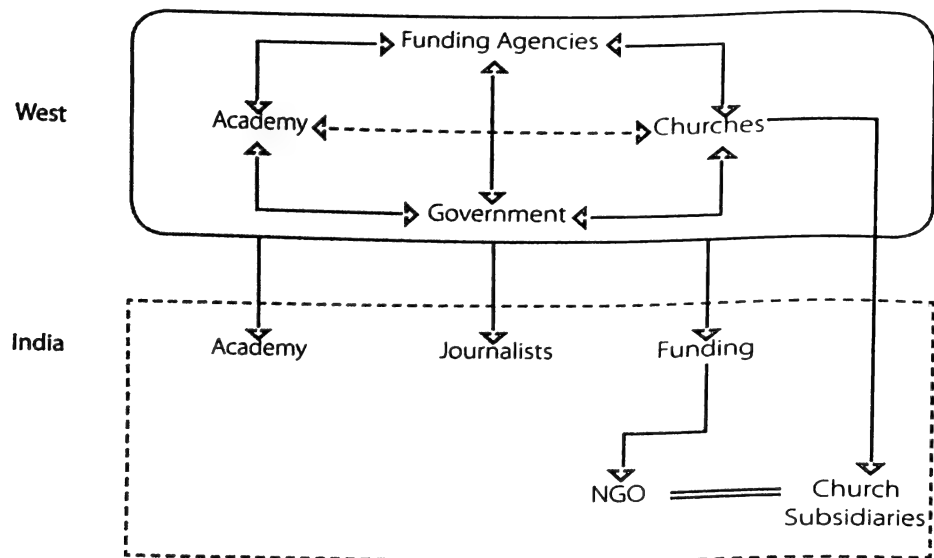 Funding Agencies
West
Academy
Churches
Government
India
Academy
Journalists
Funding
NGO
Church
Subsidiaries